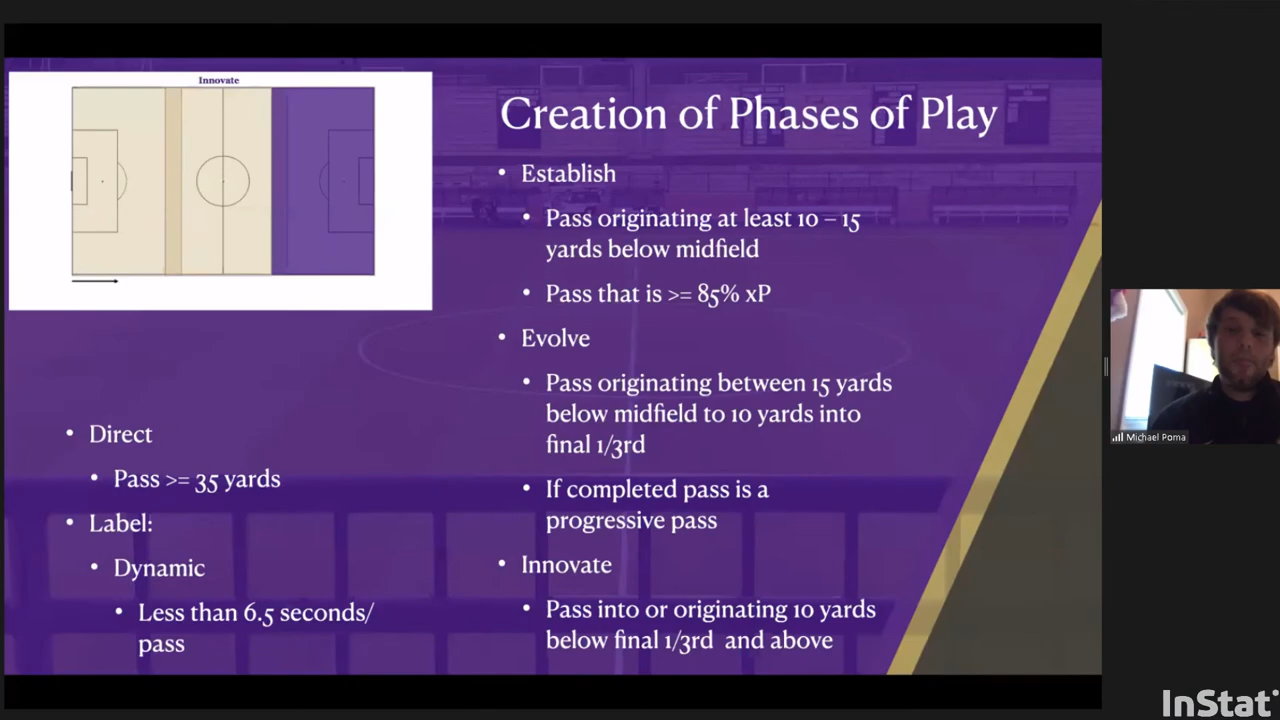 Innovate
Creation of Phases of Play
• Establish
• Pass originating at least 10 – 15
yards below midfield
• Pass that is >= 85% xP
• Evolve
• Pass originating between 15 yards
below midfield to 10 yards into
final 1/3rd
• If completed pass is a
progressive pass
• Innovate
• Pass into or originating 10 yards
below final 1/3rd and above
• Direct
• Pass >= 35 yards
• Label:
• Dynamic
• Less than 6.5 seconds/
pass
Michael Poma
InStat